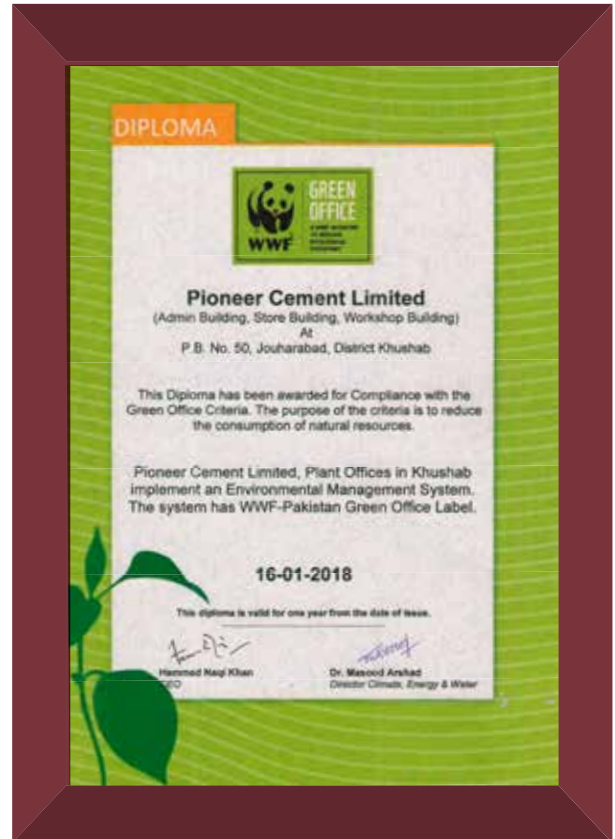 DIPLOMA
GREEN
OFFICE
WWF
Pioneer Cement Limited
(Admin Building, Store Building, Workshop Building)
At
P.B. No. 50, Jouharabad, District Khushab
This Diploma has been awarded for Compliance with the
Green Office Criteria. The purpose of the criteria is to reduce
the consumption of natural resources.
Pioneer Cement Limited, Plant Offices in Khushab
implement an Environmental Management System.
The system has WWF-Pakistan Green Office Label.
16-01-2018
This diploma is valid for one year from the date of issue.
Hammed Naqi Khan
CEO
Dr. Masood Arshad
Director Climate, Energy & Water